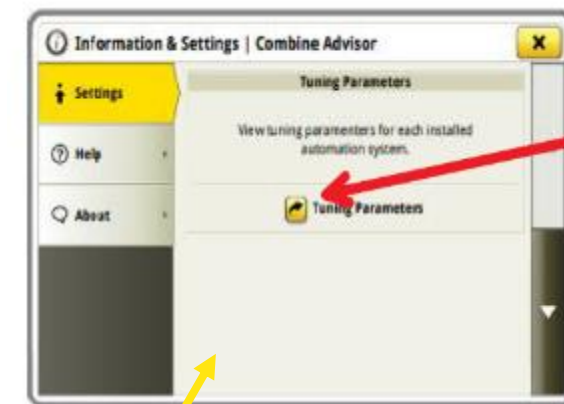 Information & Settings | Combine Advisor
Settings
Help
About
Tuning Parameters
View tuning paramenters for each installed
automation system.
Tuning Parameters